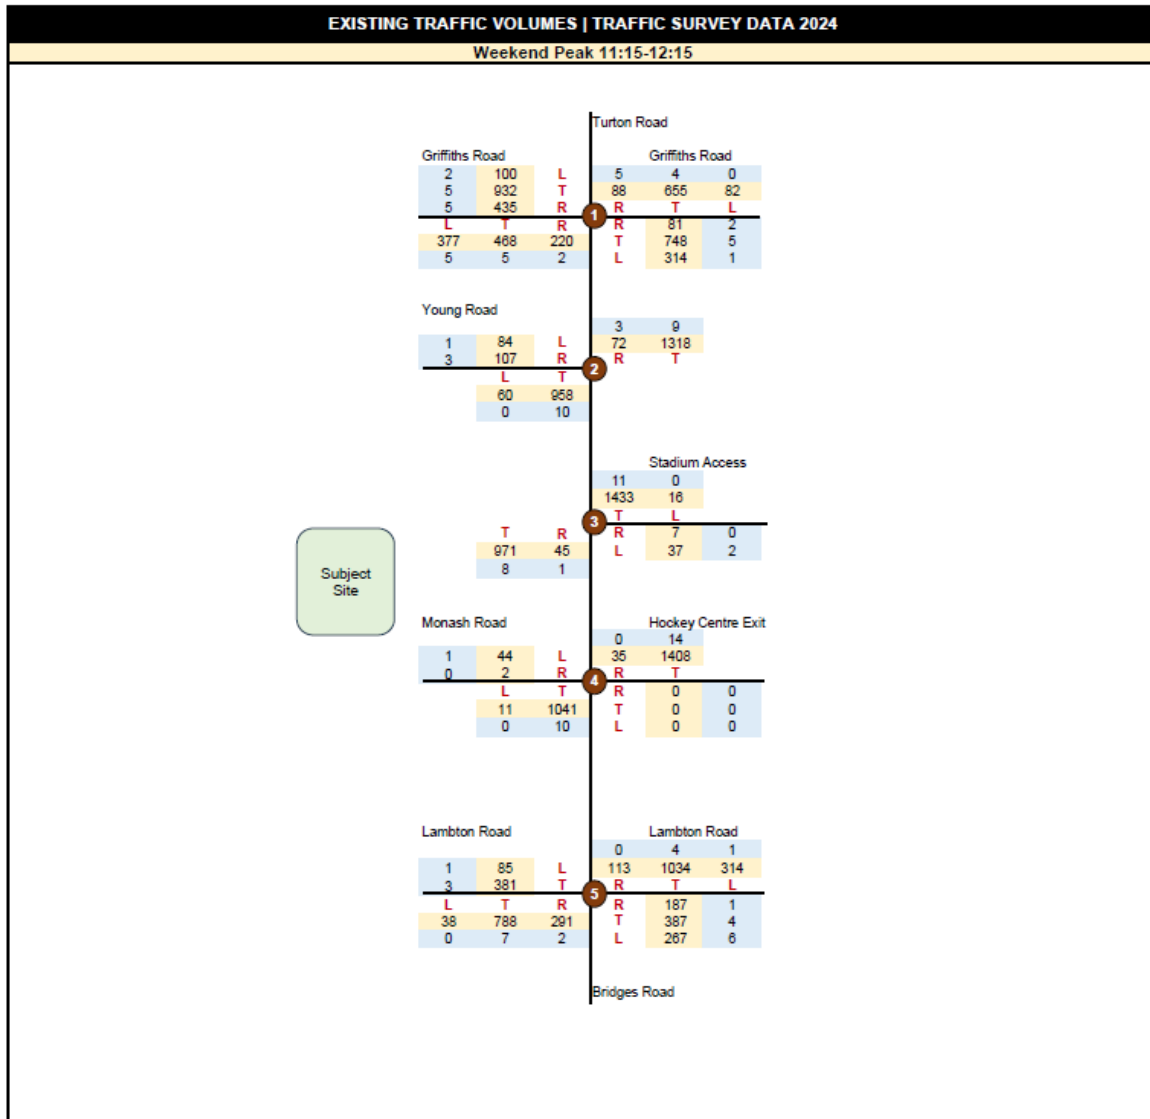 EXISTING TRAFFIC VOLUMES | TRAFFIC SURVEY DATA 2024
Weekend Peak 11:15-12:15
Turton Road
Griffiths Road Griffiths Road
2 100 L 5 4 0
5 932 T 88 655 82
5 435 R R T L
1
L T R R 81 2
377 468 220 T 748 5
5 5 2 L 314 1
Young Road
3 9
1 84 L 72 1318
3 107 R R T
2
L T
60 958
0 10
Stadium Access
11 0
1433 16
T L
3
T R R 7 0
971 45 L 37 2
8 1
Subject
Site
Monash Road Hockey Centre Exit
0 14
1 44 L 35 1408
0 2 R R T
4
L T R 0 0
11 1041 T 0 0
0 10 L 0 0
Lambton Road Lambton Road
0 4 1
1 85 L 113 1034 314
3 381 T R T L
5
L T R R 187 1
38 788 291 T 387 4
0 7 2 L 267 6
Bridges Road